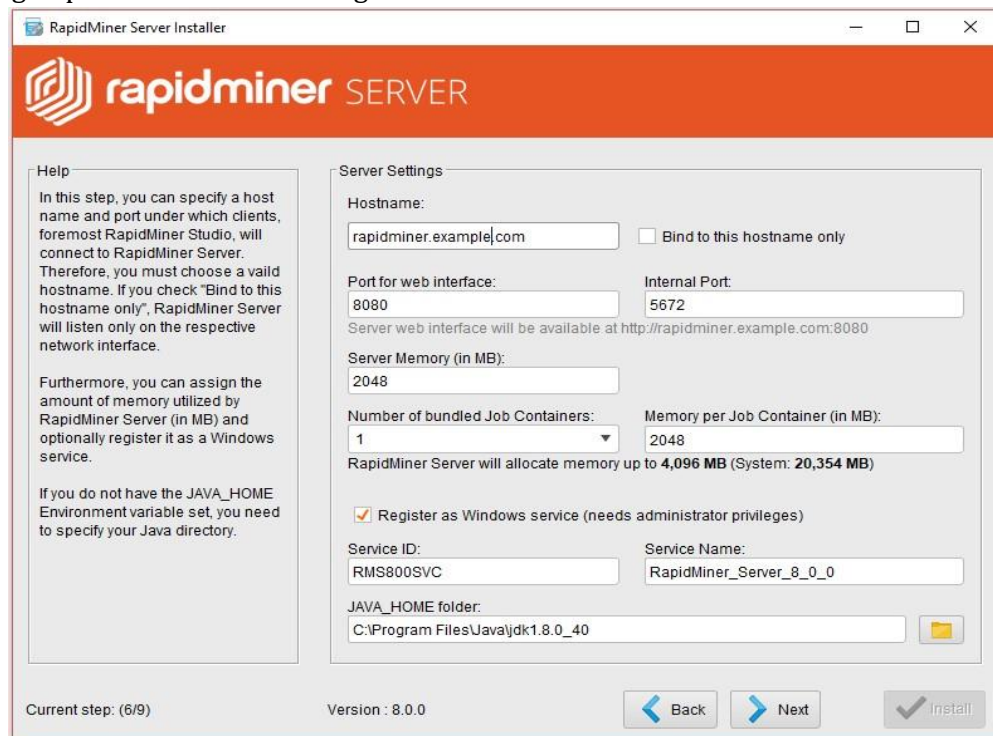 RapidMiner Server Installer
rapidminer SERVER
Help
In this step, you can specify a host
name and port under which clients,
foremost RapidMiner Studio, will
connect to RapidMiner Server.
Therefore, you must choose a vaild
hostname. If you check "Bind to this
hostname only", RapidMiner Server
will listen only on the respective
network interface.
Furthermore, you can assign the
amount of memory utilized by
RapidMiner Server (in MB) and
optionally register it as a Windows
service.
If you do not have the JAVA_HOME
Environment variable set, you need
to specify your Java directory.
Server Settings
Hostname:
rapidminer.example.com
Bind to this hostname only
Port for web interface: Internal Port:
8080 5672
Server web interface will be available at http://rapidminer.example.com:8080
Server Memory (in MB):
2048
Number of bundled Job Containers: Memory per Job Container (in MB):
1 2048
RapidMiner Server will allocate memory up to 4,096 MB (System: 20,354 MB)
Register as Windows service (needs administrator privileges)
Service ID: Service Name:
RMS800SVC RapidMiner_Server_8_0_0
JAVA_HOME folder:
C:\Program Files\Java\jdk1.8.0_40
Current step: (6/9) Version : 8.0.0 Back Next Install